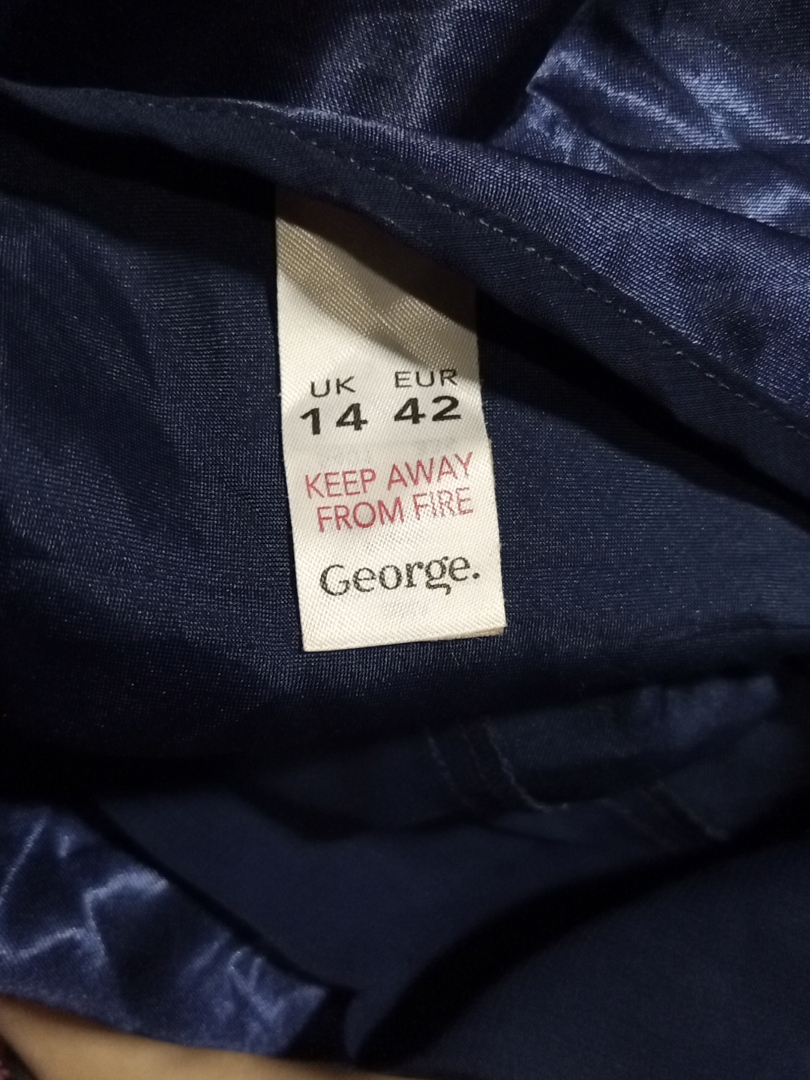 UK EUR
14 42
KEEP AWAY
FROM FIRE
George.